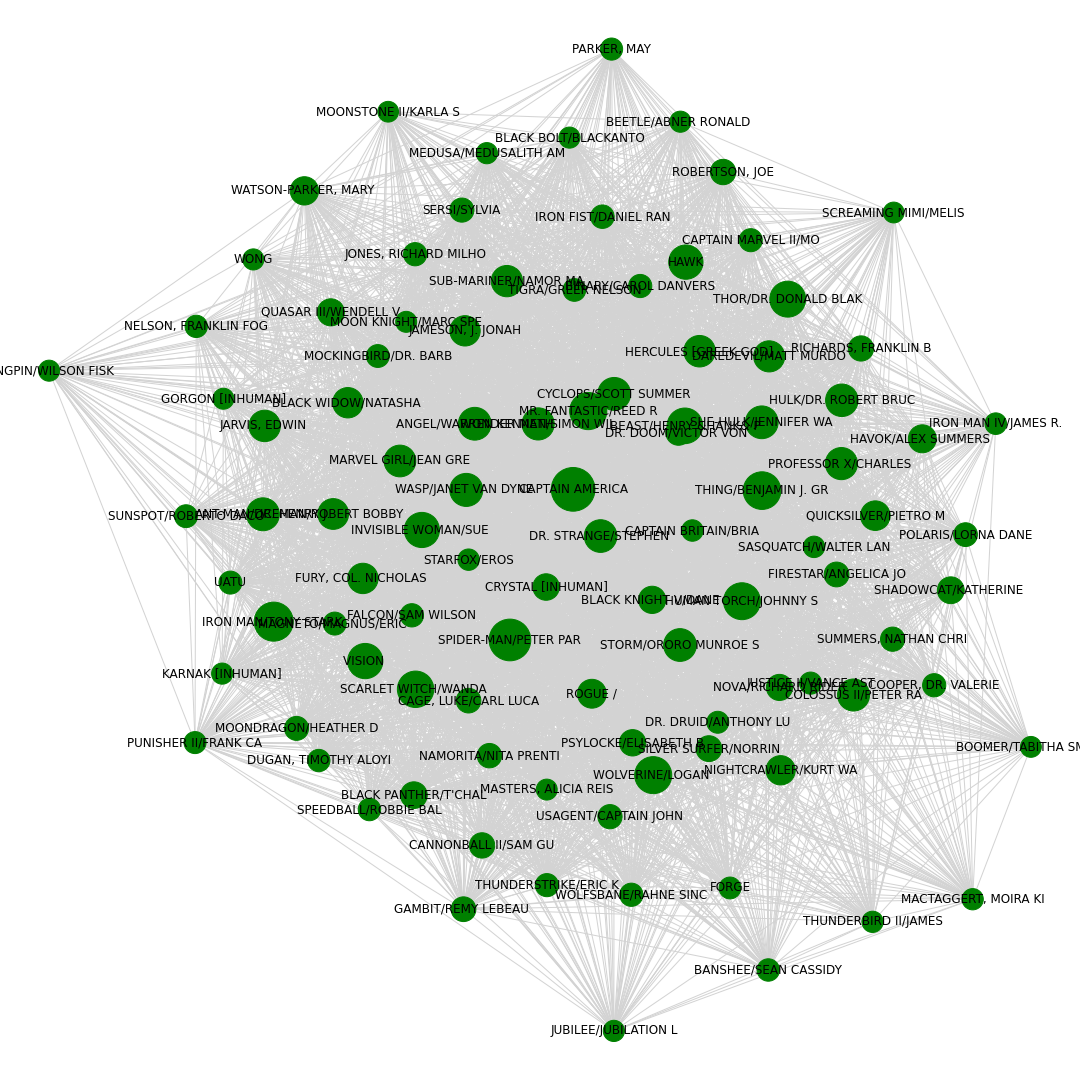 PARKER, MAY
MOONSTONE II/KARLA S
BEETLE/ABNER RONALD
BLACK BOLT/BLACKANTO
MEDUSA/MEDUSALITH AM
ROBERTSON, JOE
WATSON-PARKER, MARY
SERSI/SYLVIA
IRON FIST/DANIEL RAN
SCREAMING MIMI/MELIS
CAPTAIN MARVEL II/MO
JONES, RICHARD MILHO
WONG
HAWK
SUB-MARINER/NAMOR MA
BINARY/CAROL DANVERS
TIGRA/GREER NELSON
THOR/DR. DONALD BLAK
QUASAR III/WENDELL V
MOON KNIGHT/MARC SPE
NELSON, FRANKLIN FOG
JAMESON, J. JONAH
RICHARDS, FRANKLIN B
HERCULES [GREEK GOD]
DAREDEVIL/MATT MURDO
MOCKINGBIRD/DR. BARB
NGPIN/WILSON FISK
CYCLOPS/SCOTT SUMMER
GORGON [INHUMAN]
BLACK WIDOW/NATASHA
HULK/DR. ROBERT BRUC
MR. FANTASTIC/REED R
JARVIS, EDWIN
ANGEL/WARREN KENNETH
WONDER MAN/SIMON WIL
BEAST/HENRY &HANK& P
SHE-HULK/JENNIFER WA
DR. DOOM/VICTOR VON
IRON MAN IV/JAMES R.
HAVOK/ALEX SUMMERS
MARVEL GIRL/JEAN GRE
PROFESSOR X/CHARLES
WASP/JANET VAN DYNE
CAPTAIN AMERICA
THING/BENJAMIN J. GR
SUNSPOT/ROBERTO DACO
ANT-MAN/DR. HENRY J.
ICEMAN/ROBERT BOBBY
QUICKSILVER/PIETRO M
INVISIBLE WOMAN/SUE
DR. STRANGE/STEPHEN
CAPTAIN BRITAIN/BRIA
POLARIS/LORNA DANE
SASQUATCH/WALTER LAN
STARFOX/EROS
UATU
FURY, COL. NICHOLAS
FIRESTAR/ANGELICA JO
CRYSTAL [INHUMAN]
SHADOWCAT/KATHERINE
BLACK KNIGHT V/DANE
HUMAN TORCH/JOHNNY S
FALCON/SAM WILSON
IRON MAN/TONY STARK
MAGNETO/MAGNUS/ERIC
SPIDER-MAN/PETER PAR
STORM/ORORO MUNROE S
SUMMERS, NATHAN CHRI
VISION
KARNAK [INHUMAN]
JUSTICE II/VANCE AST
COOPER, DR. VALERIE
NOVA/RICHARD RIDER
SCARLET WITCH/WANDA
ROGUE /
COLOSSUS II/PETER RA
CAGE, LUKE/CARL LUCA
DR. DRUID/ANTHONY LU
MOONDRAGON/HEATHER D
PUNISHER II/FRANK CA
PSYLOCKE/ELISABETH B
SILVER SURFER/NORRIN
BOOMER/TABITHA SM
NAMORITA/NITA PRENTI
DUGAN, TIMOTHY ALOYI
NIGHTCRAWLER/KURT WA
WOLVERINE/LOGAN
MASTERS, ALICIA REIS
BLACK PANTHER/T'CHAL
SPEEDBALL/ROBBIE BAL
USAGENT/CAPTAIN JOHN
CANNONBALL II/SAM GU
THUNDERSTRIKE/ERIC K
FORGE
WOLFSBANE/RAHNE SINC
MACTAGGERT, MOIRA KI
GAMBIT/REMY LEBEAU
THUNDERBIRD II/JAMES
BANSHEE/SEAN CASSIDY
JUBILEE/JUBILATION L